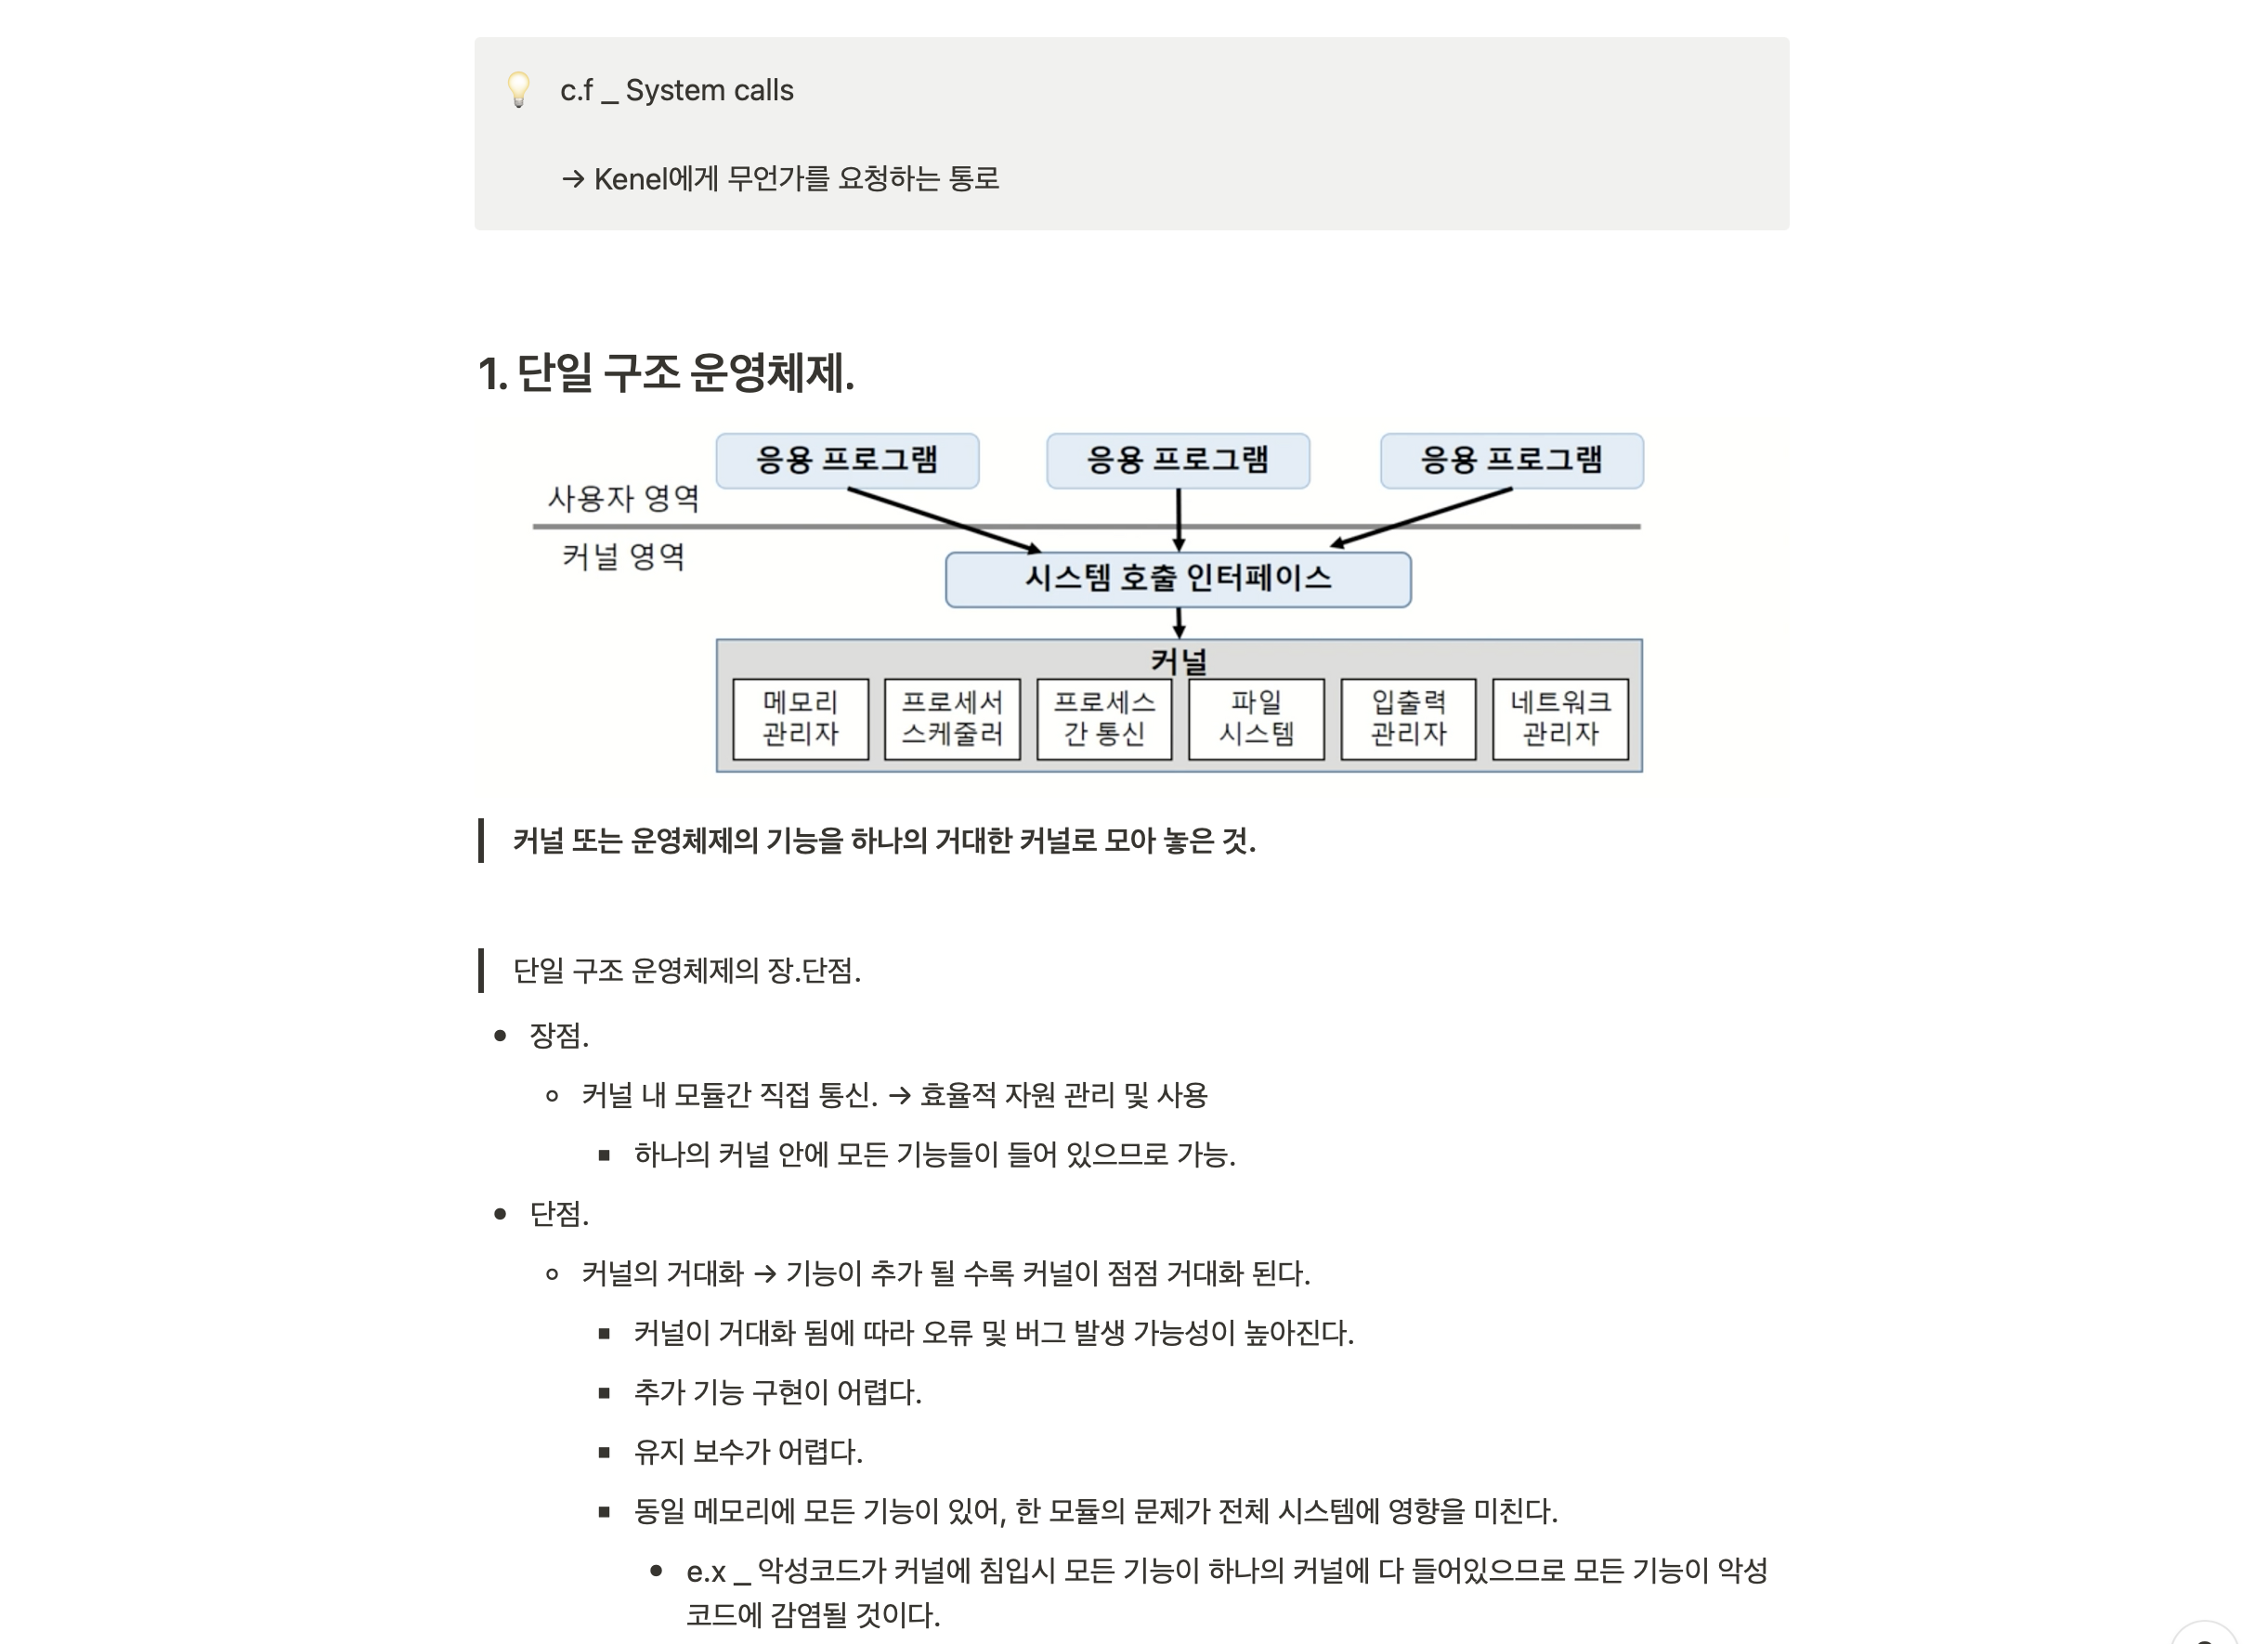 c.f _ System calls
→ Kenel에게 무언가를 요청하는 통로
1. 단일 구조 운영체제.
응용 프로그램 응용 프로그램 응용 프로그램
사용자 영역
커널 영역
시스템 호출 인터페이스
커널
메모리 관리자
프로세서 스케줄러
프로세스 간 통신
파일 시스템
입출력 관리자
네트워크 관리자
커널 또는 운영체제의 기능을 하나의 거대한 커널로 모아 놓은 것.
단일 구조 운영체제의 장.단점.
장점.
커널 내 모듈간 직접 통신. → 효율적 자원 관리 및 사용
하나의 커널 안에 모든 기능들이 들어 있으므로 가능.
단점.
커널의 거대화 → 기능이 추가 될 수록 커널이 점점 거대화 된다.
커널이 거대화 됨에 따라 오류 및 버그 발생 가능성이 높아진다.
추가 기능 구현이 어렵다.
유지 보수가 어렵다.
동일 메모리에 모든 기능이 있어, 한 모듈의 문제가 전체 시스템에 영향을 미친다.
e.x _ 악성코드가 커널에 침입시 모든 기능이 하나의 커널에 다 들어있으므로 모든 기능이 악성
코드에 감염될 것이다.